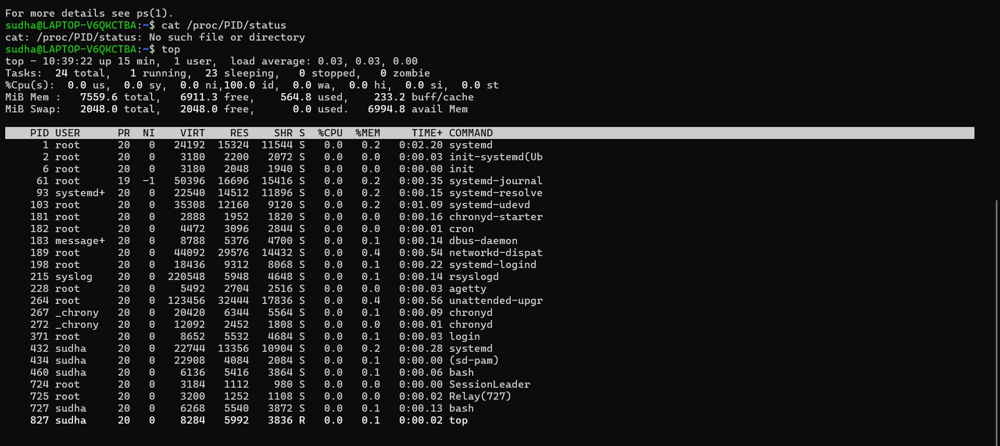 For more details see ps(1).
sudha@LAPTOP-V6QKCTBA:~$ cat /proc/PID/status
cat: /proc/PID/status: No such file or directory
sudha@LAPTOP-V6QKCTBA:~$ top
top - 10:39:22 up 15 min,  1 user,  load average: 0.03, 0.03, 0.00
Tasks:  24 total,   1 running,  23 sleeping,   0 stopped,   0 zombie
%Cpu(s):  0.0 us,  0.0 sy,  0.0 ni,100.0 id,  0.0 wa,  0.0 hi,  0.0 si,  0.0 st
MiB Mem :   7559.6 total,   6911.3 free,    564.8 used,    233.2 buff/cache
MiB Swap:   2048.0 total,   2048.0 free,      0.0 used.   6994.8 avail Mem
    PID USER      PR  NI    VIRT    RES    SHR S  %CPU  %MEM     TIME+ COMMAND
      1 root      20   0   24192  15324  11544 S   0.0   0.2   0:02.20 systemd
      2 root      20   0    3180   2200   2072 S   0.0   0.0   0:00.03 init-systemd(Ub
      6 root      20   0    3180   2048   1940 S   0.0   0.0   0:00.00 init
     61 root      19  -1   50396  16696  15416 S   0.0   0.2   0:00.35 systemd-journal
     93 systemd+  20   0   22540  14512  11896 S   0.0   0.2   0:00.15 systemd-resolve
    103 root      20   0   35308  12160   9120 S   0.0   0.2   0:01.09 systemd-udevd
    181 root      20   0    2888   1952   1820 S   0.0   0.0   0:00.16 chronyd-starter
    182 root      20   0    4472   3096   2844 S   0.0   0.0   0:00.01 cron
    183 message+  20   0    8788   5376   4700 S   0.0   0.1   0:00.14 dbus-daemon
    189 root      20   0   44092  29576  14432 S   0.0   0.4   0:00.54 networkd-dispat
    198 root      20   0   18436   9312   8068 S   0.0   0.1   0:00.22 systemd-logind
    215 syslog    20   0  220548   5948   4648 S   0.0   0.1   0:00.14 rsyslogd
    228 root      20   0    5492   2704   2516 S   0.0   0.0   0:00.03 agetty
    264 root      20   0  123456  32444  17836 S   0.0   0.4   0:00.56 unattended-upgr
    267 _chrony   20   0   20420   6344   5564 S   0.0   0.1   0:00.09 chronyd
    272 _chrony   20   0   12092   2452   1808 S   0.0   0.0   0:00.01 chronyd
    371 root      20   0    8652   5532   4684 S   0.0   0.1   0:00.03 login
    432 sudha     20   0   22744  13356  10904 S   0.0   0.2   0:00.28 systemd
    434 sudha     20   0   22908   4084   2084 S   0.0   0.1   0:00.00 (sd-pam)
    460 sudha     20   0    6136   5416   3864 S   0.0   0.1   0:00.06 bash
    724 root      20   0    3184   1112    980 S   0.0   0.0   0:00.00 SessionLeader
    725 root      20   0    3200   1252   1108 S   0.0   0.0   0:00.02 Relay(727)
    727 sudha     20   0    6268   5540   3872 S   0.0   0.1   0:00.13 bash
    827 sudha     20   0    8284   5992   3836 R   0.0   0.1   0:00.02 top